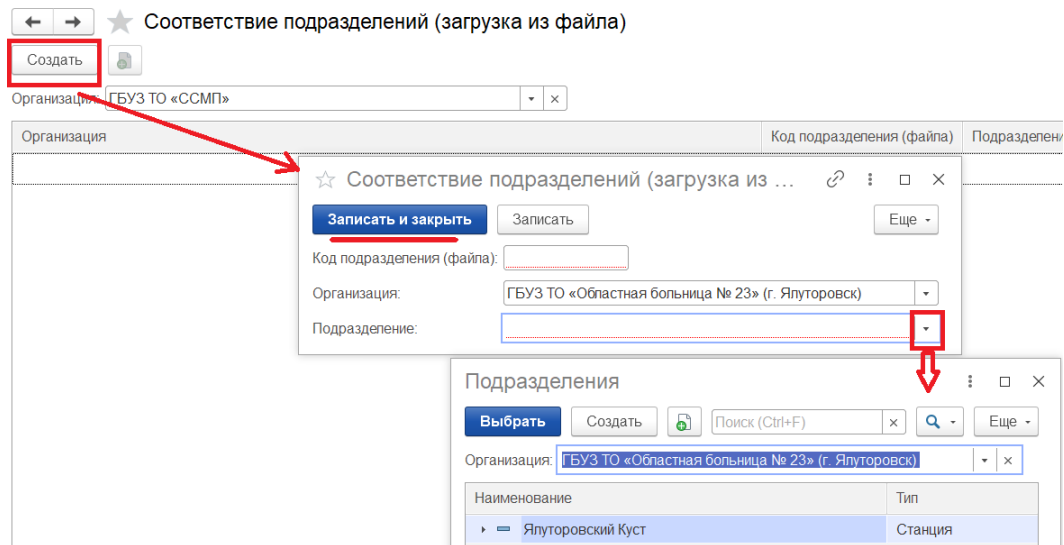 Соответствие подразделений (загрузка из файла)
Создать
Организация: ГБУЗ ТО «ССМП»
Организация Код подразделения (файла) Подразделени
Соответствие подразделений (загрузка из ...
Записать и закрыть Записать Еще
Код подразделения (файла):
Организация: ГБУЗ ТО «Областная больница № 23» (г. Ялуторовск)
Подразделение:
Подразделения
Выбрать Создать Поиск (Ctrl+F) Еще
Организация: ГБУЗ ТО «Областная больница № 23» (г. Ялуторовск)
Наименование Тип
Ялуторовский Куст Станция